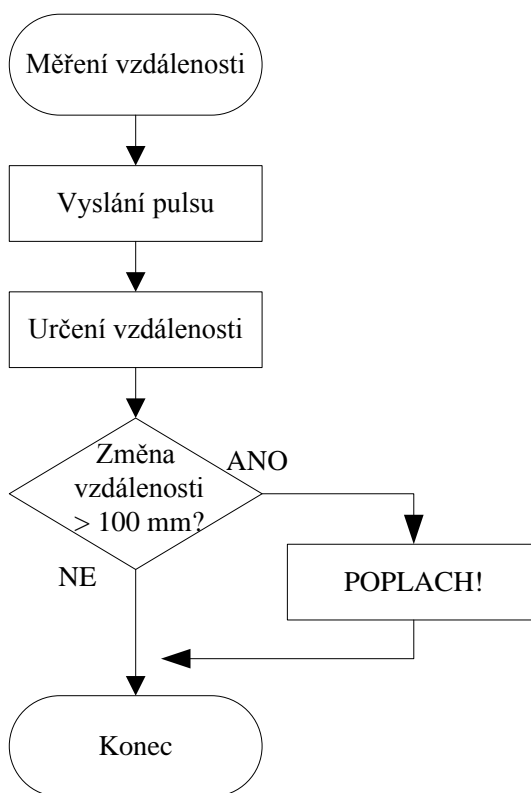 Měření vzdálenosti
Vyslání pulsu
Určení vzdálenosti
Změna
vzdálenosti
> 100 mm?
ANO
NE
POPLACH!
Konec